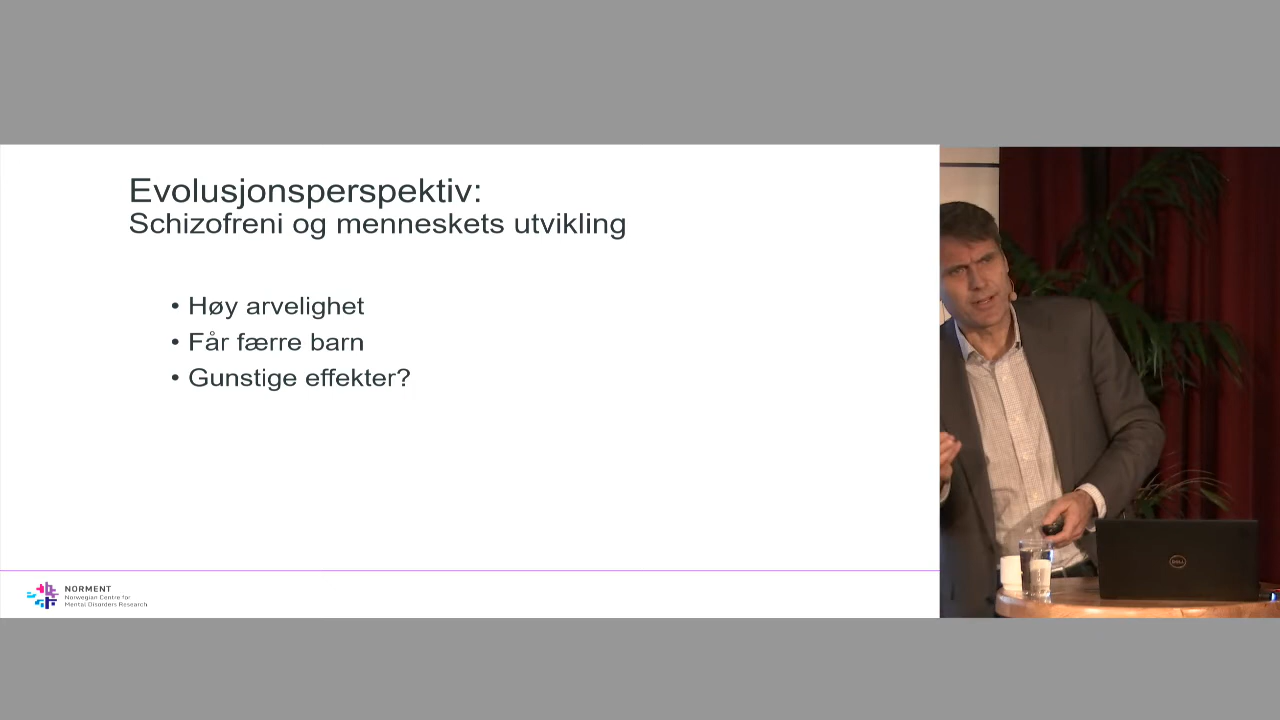 Evolusjonsperspektiv:
Schizofreni og menneskets utvikling
• Høy arvelighet
• Får færre barn
• Gunstige effekter?
NORMENT
Norwegian Centre for
Mental Disorders Research
DELL